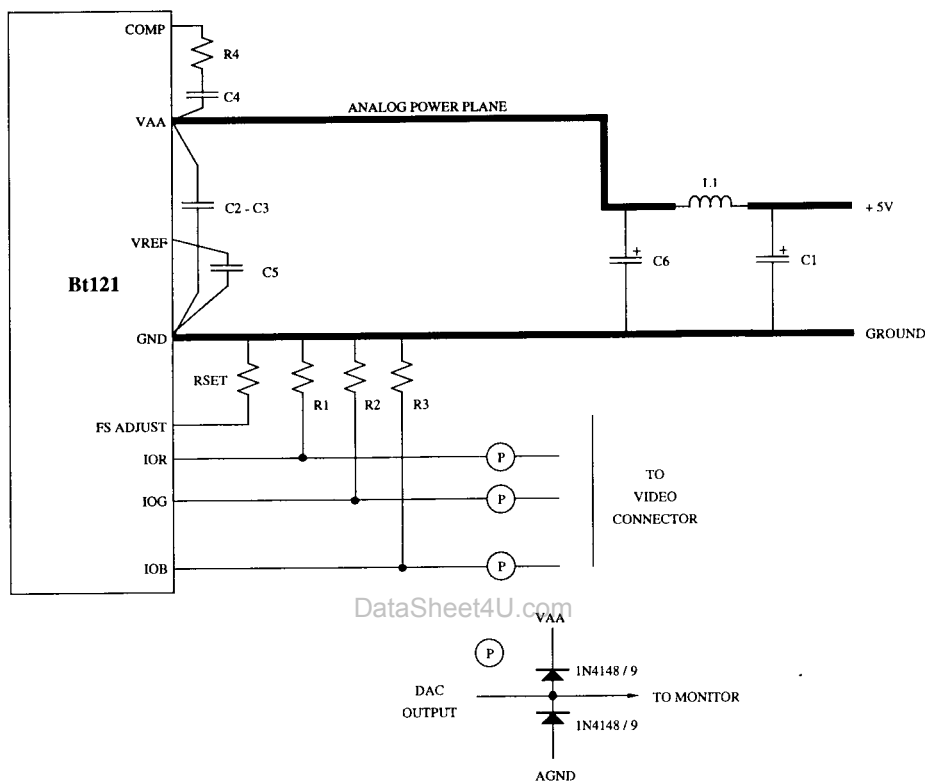 COMP
R4
C4
ANALOG POWER PLANE
VAA
L1
C2 - C3
+ 5V
VREF
C5
+
C6
+
C1
Bt121
GND
GROUND
RSET
R1
R2
R3
FS ADJUST
IOR
P
TO
VIDEO
CONNECTOR
IOG
P
IOB
P
DataSheet4U.com
VAA
P
1N4148 / 9
DAC
OUTPUT
TO MONITOR
1N4148 / 9
AGND